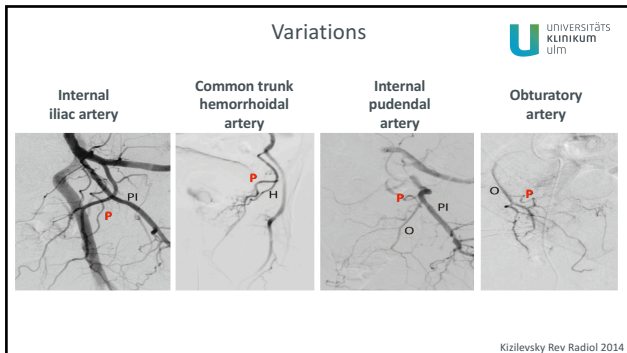 Variations
UNIVERSITÄTS
KLINIKUM
ulm
Internal
iliac artery
Common trunk
hemorrhoidal
artery
Internal
pudendal
artery
Obturatory
artery
PI
P
P
H
P
PI
O
O
P
Kizilevsky Rev Radiol 2014